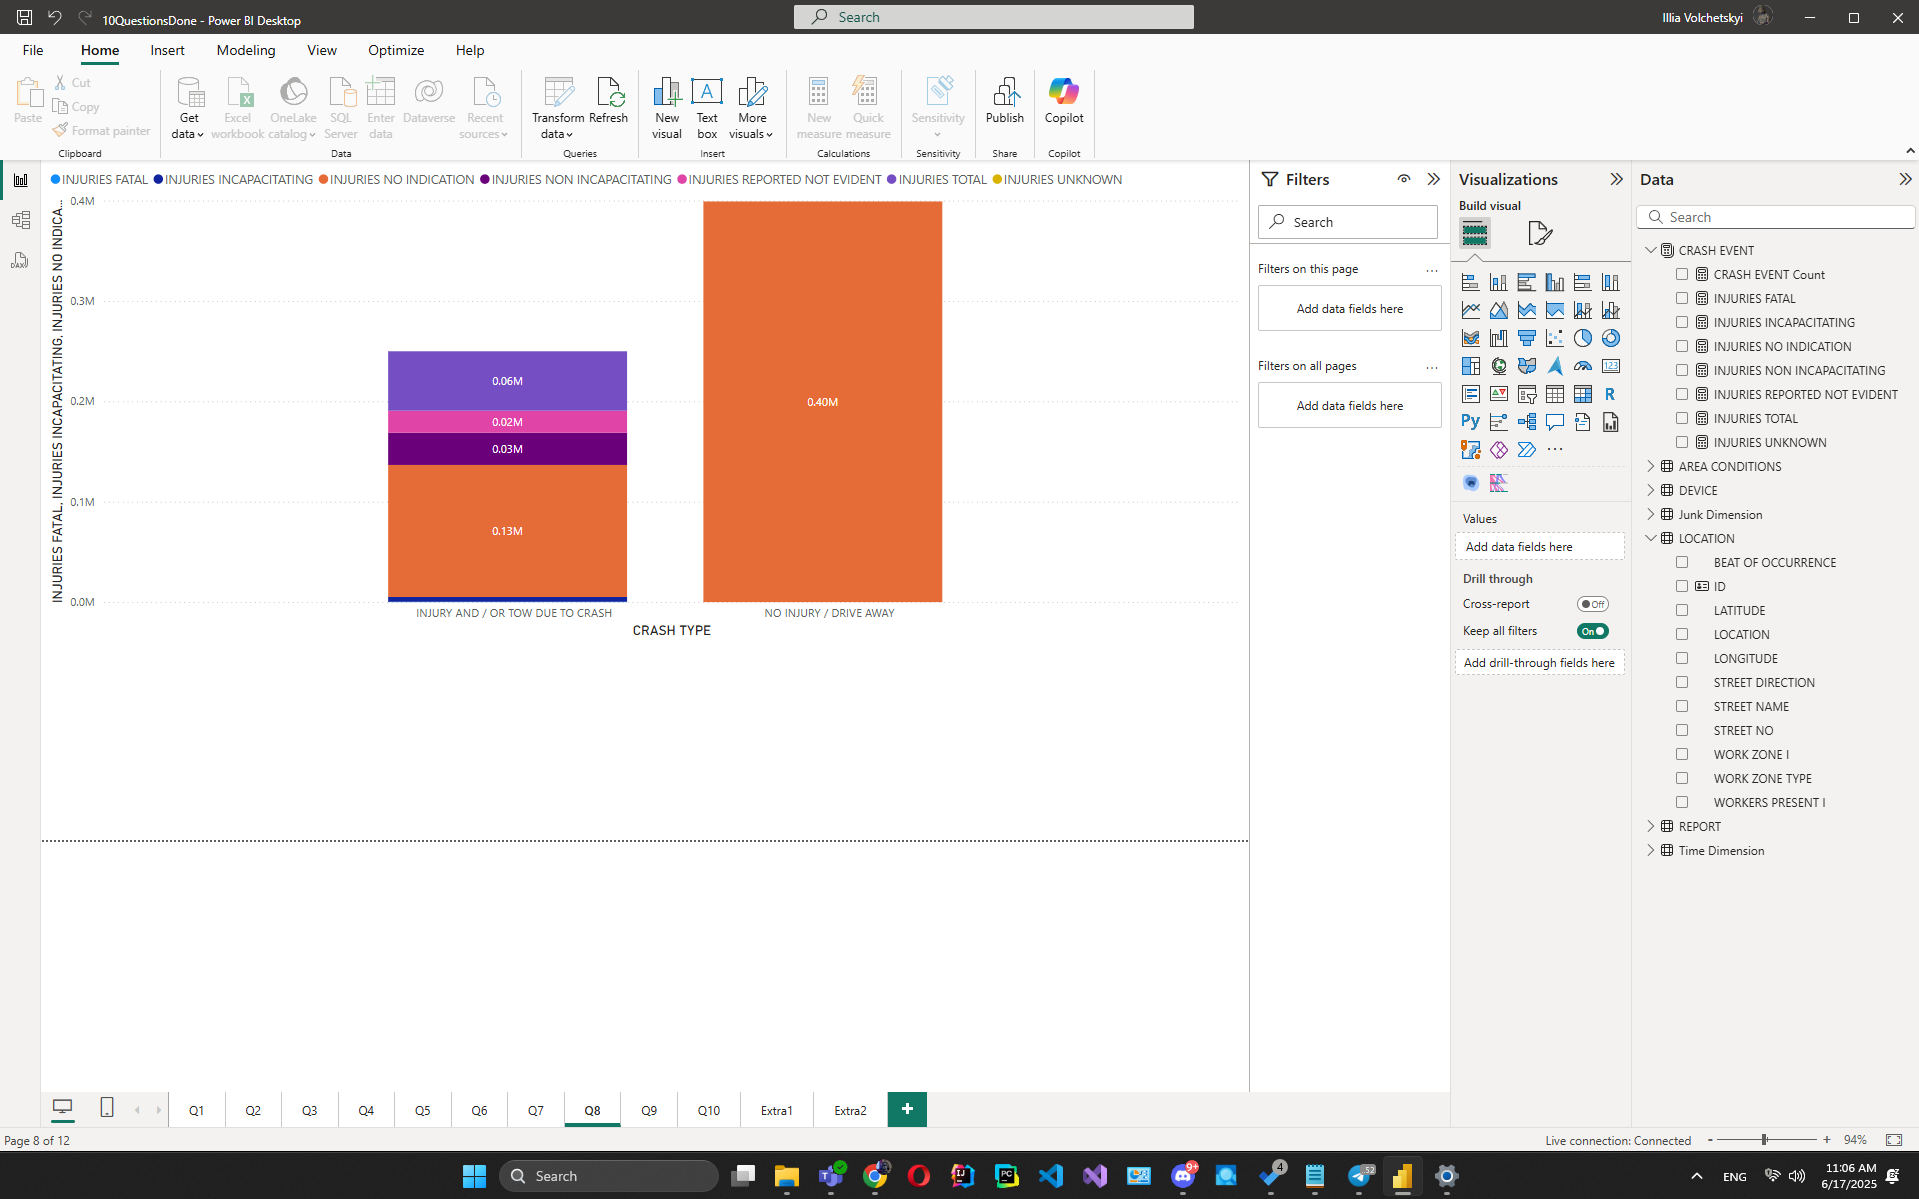 10QuestionsDone - Power BI Desktop
Search
Illia Volchetskyi
File
Home
Insert
Modeling
View
Optimize
Help
Paste
Cut
Copy
Format painter
Clipboard
Get data
Excel workbook
OneLake catalog
SQL Server
Enter data
Dataverse
Recent sources
Data
Transform data
Refresh
Queries
New visual
Text box
More visuals
Insert
New measure
Quick measure
Calculations
Sensitivity
Sensitivity
Publish
Share
Copilot
Copilot
INJURIES FATAL
INJURIES INCAPACITATING
INJURIES NO INDICATION
INJURIES NON INCAPACITATING
INJURIES REPORTED NOT EVIDENT
INJURIES TOTAL
INJURIES UNKNOWN
INJURIES FATAL, INJURIES INCAPACITATING, INJURIES NO INDICA...
0.4M
0.3M
0.2M
0.1M
0.0M
0.06M
0.02M
0.03M
0.13M
0.40M
INJURY AND / OR TOW DUE TO CRASH
NO INJURY / DRIVE AWAY
CRASH TYPE
Filters
Search
Filters on this page
...
Add data fields here
Filters on all pages
...
Add data fields here
Visualizations
Build visual
123
R
Py
...
Values
Add data fields here
Drill through
Cross-report
Off
Keep all filters
On
Add drill-through fields here
Data
Search
CRASH EVENT
CRASH EVENT Count
INJURIES FATAL
INJURIES INCAPACITATING
INJURIES NO INDICATION
INJURIES NON INCAPACITATING
INJURIES REPORTED NOT EVIDENT
INJURIES TOTAL
INJURIES UNKNOWN
AREA CONDITIONS
DEVICE
Junk Dimension
LOCATION
BEAT OF OCCURRENCE
ID
LATITUDE
LOCATION
LONGITUDE
STREET DIRECTION
STREET NAME
STREET NO
WORK ZONE I
WORK ZONE TYPE
WORKERS PRESENT I
REPORT
Time Dimension
DAX
Q1
Q2
Q3
Q4
Q5
Q6
Q7
Q8
Q9
Q10
Extra1
Extra2
+
Page 8 of 12
Live connection: Connected
-
+
94%
Search
9+
4
52
ENG
11:06 AM
6/17/2025